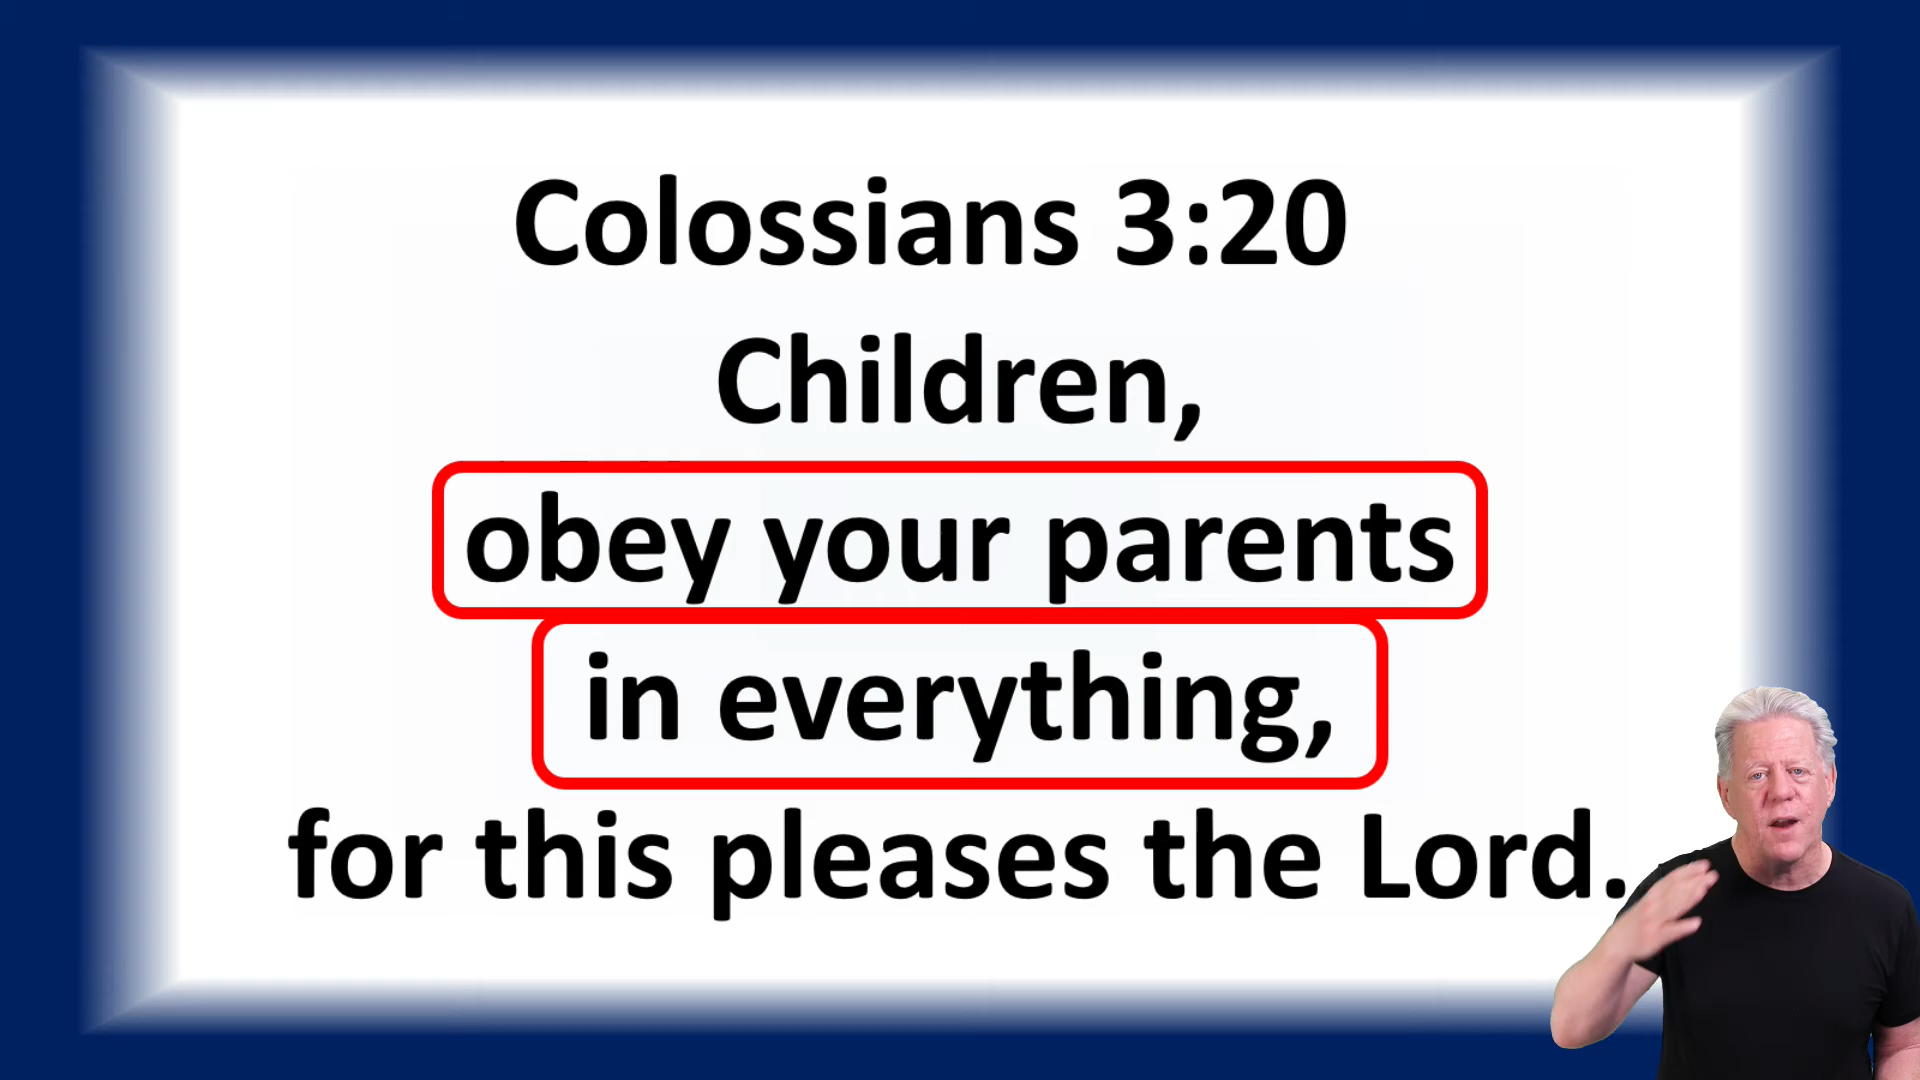 Colossians 3:20
Children,
obey your parents
in everything,
for this pleases the Lord.